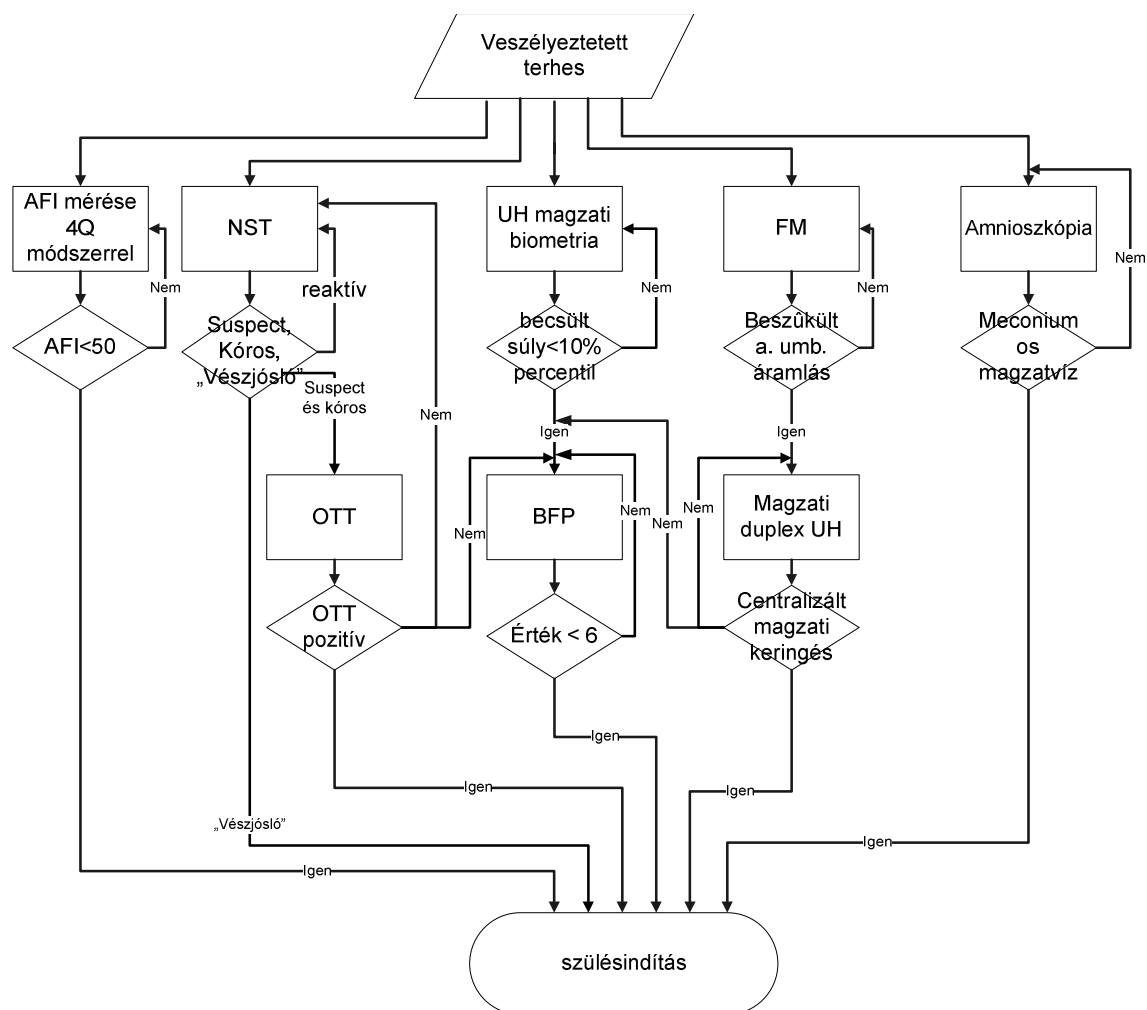 Veszélyeztetett
terhes
AFI mérése
4Q
módszerrel
NST
UH magzati
biometria
FM
Amnioszkópia
Nem
reaktív
Nem
Nem
Nem
AFI<50
Suspect,
Kóros,
„Vészjósló”
becsült
súly<10%
percentil
Beszûkült
a. umb.
áramlás
Meconium
os
magzatvíz
Suspect
és kóros
Nem
Igen
Igen
OTT
Nem
BFP
Nem
Nem
Nem
Magzati
duplex UH
OTT
pozitív
Érték < 6
Centralizált
magzati
keringés
Igen
Igen
Igen
„Vészjósló”
Igen
Igen
szülésindítás